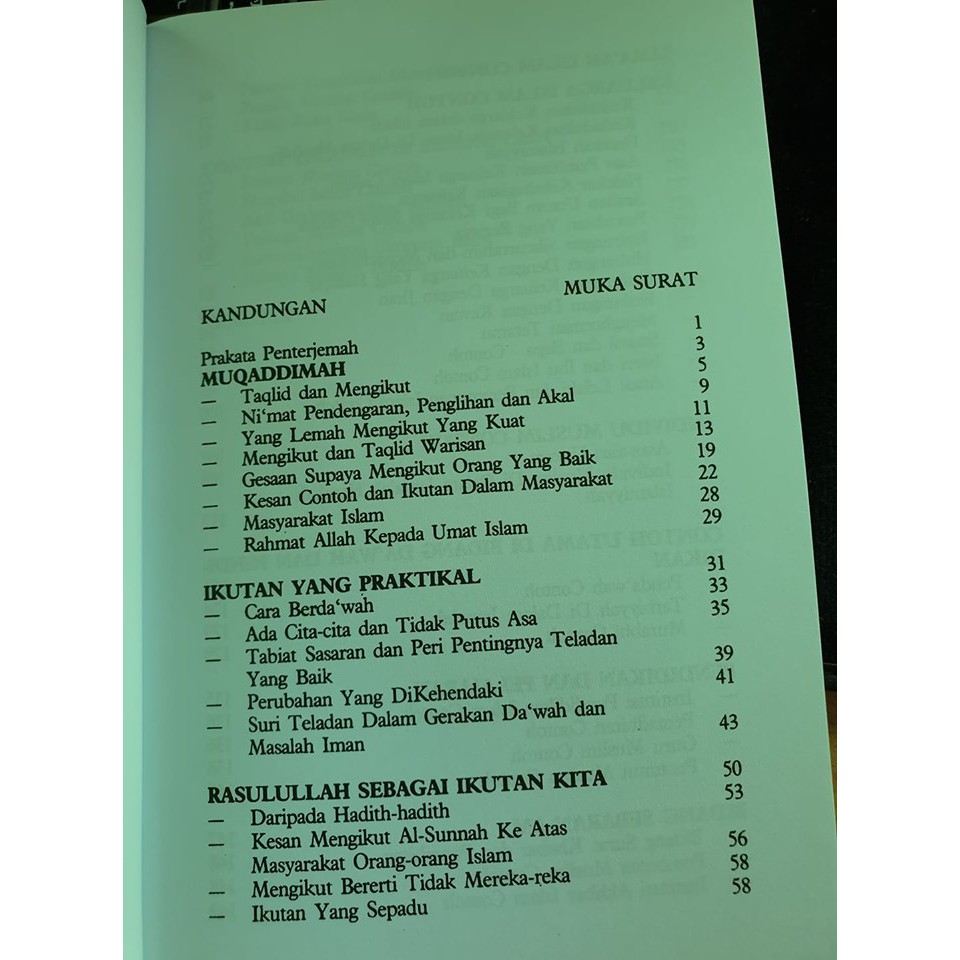 KANDUNGAN MUKA SURAT
Prakata Penterjemah 1
MUQADDIMAH 3
— Taqlid dan Mengikut 5
— Ni‘mat Pendengaran, Penglihan dan Akal 9
— Yang Lemah Mengikut Yang Kuat 11
— Mengikut dan Taqlid Warisan 13
— Gesaan Supaya Mengikut Orang Yang Baik 19
— Kesan Contoh dan Ikutan Dalam Masyarakat 22
— Masyarakat Islam 28
— Rahmat Allah Kepada Umat Islam 29
IKUTAN YANG PRAKTIKAL 31
— Cara Berda‘wah 33
— Ada Cita-cita dan Tidak Putus Asa 35
— Tabiat Sasaran dan Peri Pentingnya Teladan
Yang Baik 39
— Perubahan Yang DiKehendaki 41
— Suri Teladan Dalam Gerakan Da‘wah dan
Masalah Iman 43
RASULULLAH SEBAGAI IKUTAN KITA 50
— Daripada Hadith-hadith 53
— Kesan Mengikut Al-Sunnah Ke Atas
Masyarakat Orang-orang Islam 56
— Mengikut Bererti Tidak Mereka-reka 58
— Ikutan Yang Sepadu 58